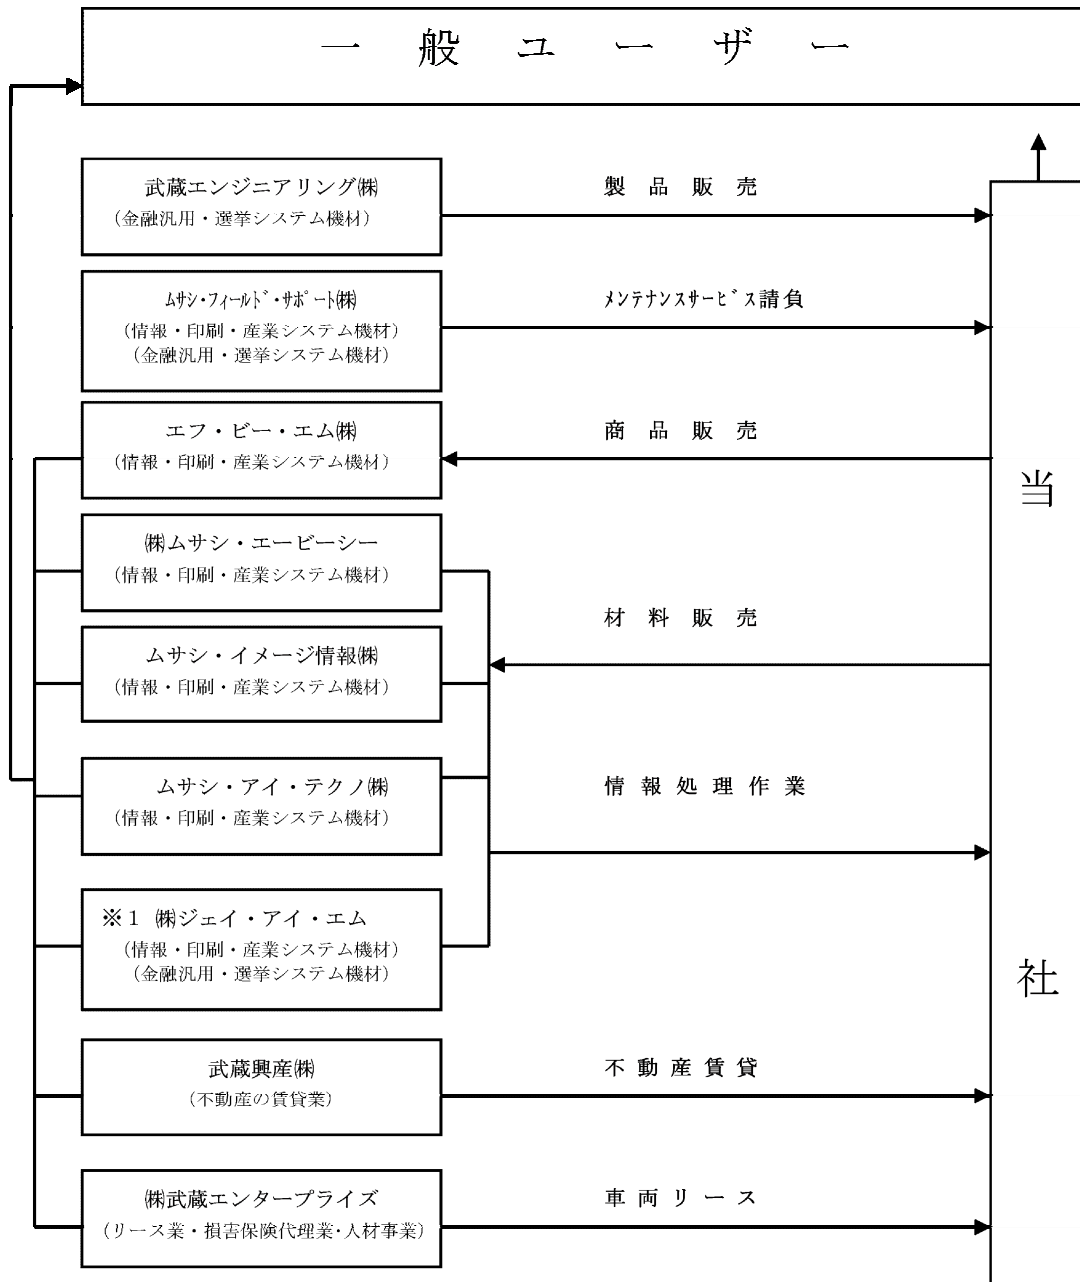 一般ユーザー
武蔵エンジニアリング㈱
（金融汎用・選挙システム機材）
製品販売
ﾑｻｼ・ﾌｨｰﾙﾄﾞ・ｻﾎﾟｰﾄ㈱
（情報・印刷・産業システム機材）
（金融汎用・選挙システム機材）
ﾒﾝﾃﾅﾝｽｻｰﾋﾞｽ請負
エフ・ビー・エム㈱
（情報・印刷・産業システム機材）
商品販売
㈱ムサシ・エービーシー
（情報・印刷・産業システム機材）
材料販売
ムサシ・イメージ情報㈱
（情報・印刷・産業システム機材）
ムサシ・アイ・テクノ㈱
（情報・印刷・産業システム機材）
情報処理作業
※１ ㈱ジェイ・アイ・エム
（情報・印刷・産業システム機材）
（金融汎用・選挙システム機材）
武蔵興産㈱
（不動産の賃貸業）
不動産賃貸
㈱武蔵エンタープライズ
（リース業・損害保険代理業・人材事業）
車両リース
当社